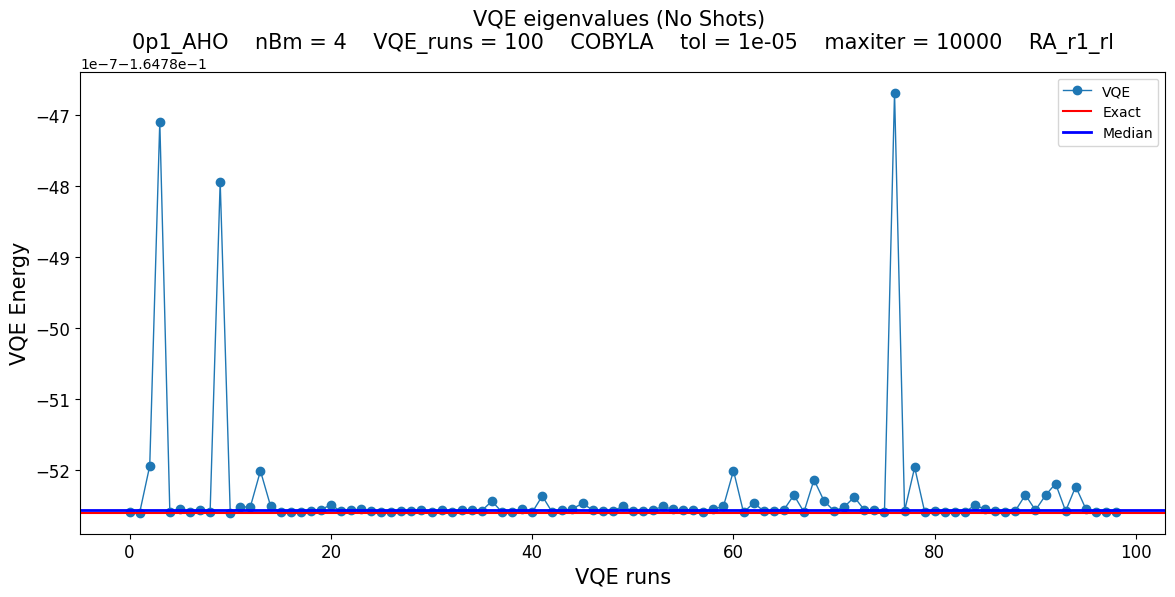 VQE eigenvalues (No Shots)
0p1_AHO nBm = 4 VQE_runs = 100 COBYLA tol = 1e-05 maxiter = 10000 RA_r1_rl
1e−7−1.6478e−1
VQE
Exact
Median
−47
−48
−49
−50
−51
−52
VQE Energy
0 20 40 60 80 100
VQE runs